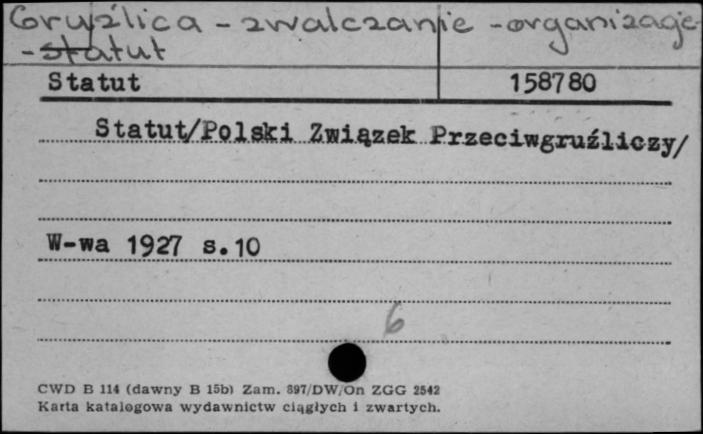 Gruźlica - zwalczanie - organizacje
- statut
Statut 158780
Statut/Polski Związek Przeciwgruźliczy/
W-wa 1927 s.10
6
CWD B 114 (dawny B 15b) Zam. 897/DW/On ZGG 2542
Karta katalogowa wydawnictw ciągłych i zwartych.